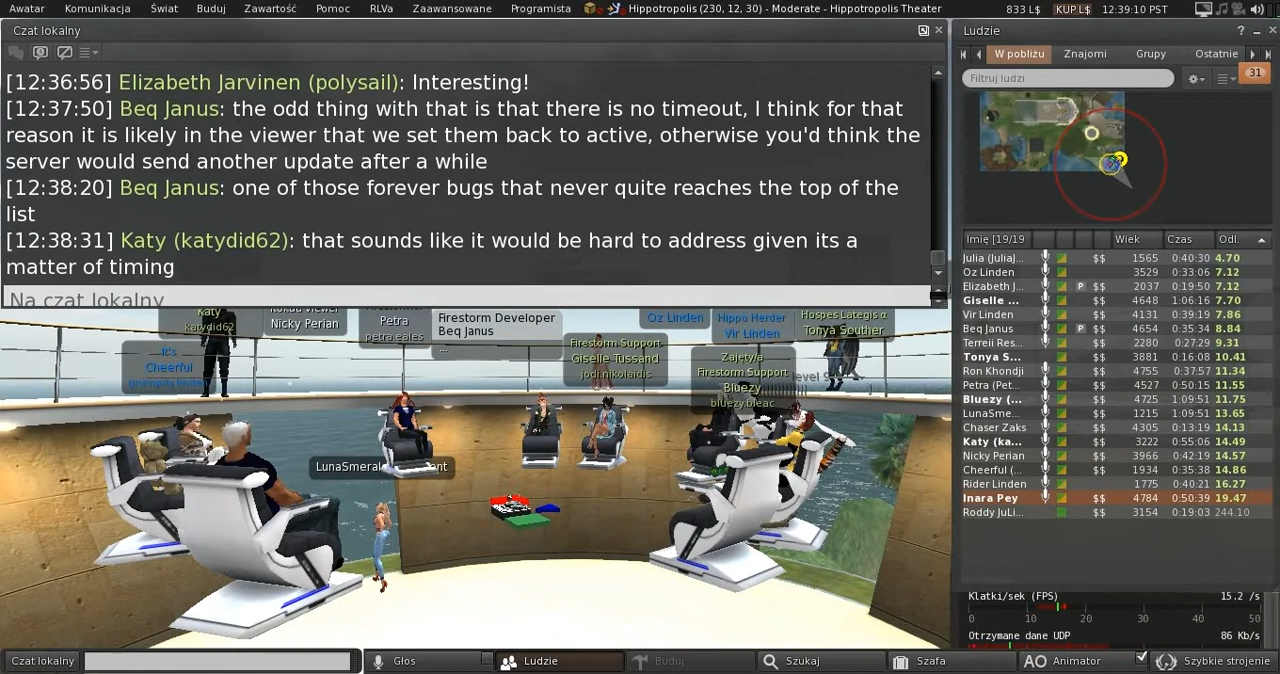 Awatar Komunikacja Świat Buduj Zawartość Pomoc RLVa Zaawansowane Programista Hippotropolis (230, 12, 30) - Moderate - Hippotropolis Theater 833 L$ KUP L$ 12:39:10 PST
Czat lokalny
[12:36:56] Elizabeth Jarvinen (polysail): Interesting!
[12:37:50] Beq Janus: the odd thing with that is that there is no timeout, I think for that
reason it is likely in the viewer that we set them back to active, otherwise you'd think the
server would send another update after a while
[12:38:20] Beq Janus: one of those forever bugs that never quite reaches the top of the
list
[12:38:31] Katy (katydid62): that sounds like it would be hard to address given its a
matter of timing
Na czat lokalny
Katy
katydid62
Nicky Perian
Petra
petra.eales
Firestorm Developer
Beq Janus
...
Oz Linden
Hippo Herder
Vir Linden
Hospes Lategis α
Tonya Souther
It's
Cheerful
Firestorm Support
Giselle Tussand
jodi.nikolaidis
Zajęty/a
Firestorm Support
Bluezy
bluezy.bleac
LunaSmera
Ludzie
? _ ×
W pobliżu Znajomi Grupy Ostatnie
31
Filtruj ludzi
Imię [19/19 Wiek Czas Odl.
Julia (JuliaJ... $$ 1565 0:40:30 4.70
Oz Linden 3529 0:33:06 7.12
Elizabeth J... P $$ 2037 0:19:50 7.12
Giselle ... $$ 4648 1:06:16 7.70
Vir Linden 4131 0:39:19 7.86
Beq Janus P $$ 4654 0:35:34 8.84
Terreii Res... $$ 2280 0:27:29 9.31
Tonya S... $$ 3881 0:16:08 10.41
Ron Khondji $$ 4755 0:37:57 11.34
Petra (Pet... $$ 4527 0:50:15 11.55
Bluezy (... $$ 4725 1:09:51 11.75
LunaSme... $$ 1215 1:09:51 13.65
Chaser Zaks $$ 4305 0:13:19 14.13
Katy (ka... $$ 3222 0:55:06 14.49
Nicky Perian $$ 3966 0:42:19 14.57
Cheerful (... $$ 1934 0:35:38 14.86
Rider Linden 1775 0:40:21 16.27
Inara Pey $$ 4784 0:50:39 19.47
Roddy JuLi... $$ 3154 0:19:03 244.10
Klatki/sek (FPS) 15.2 /s
0 10 20 30 40 50
Otrzymane dane UDP 86 Kb/s
Czat lokalny Głos Ludzie Buduj Szukaj Szafa AO Animator Szybkie strojenie